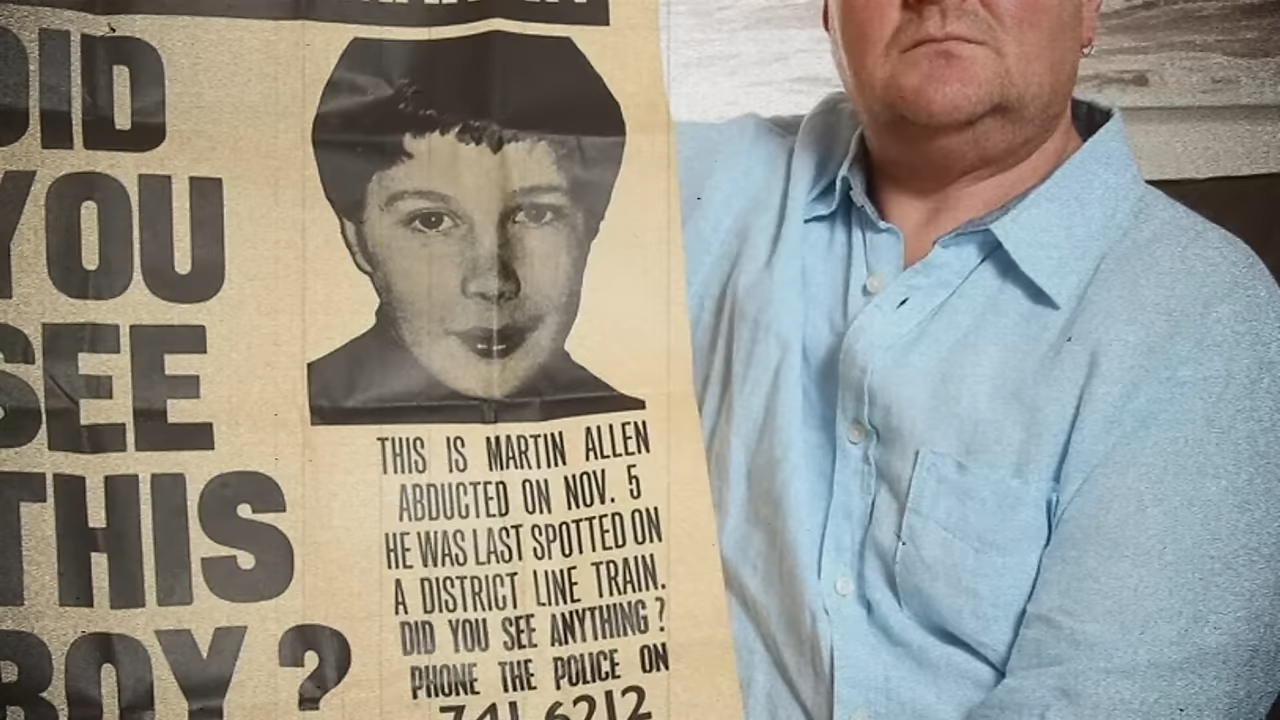 DID
YOU
SEE
THIS
BOY ?
THIS IS MARTIN ALLEN
ABDUCTED ON NOV. 5
HE WAS LAST SPOTTED ON
A DISTRICT LINE TRAIN.
DID YOU SEE ANYTHING ?
PHONE THE POLICE ON
741 6212